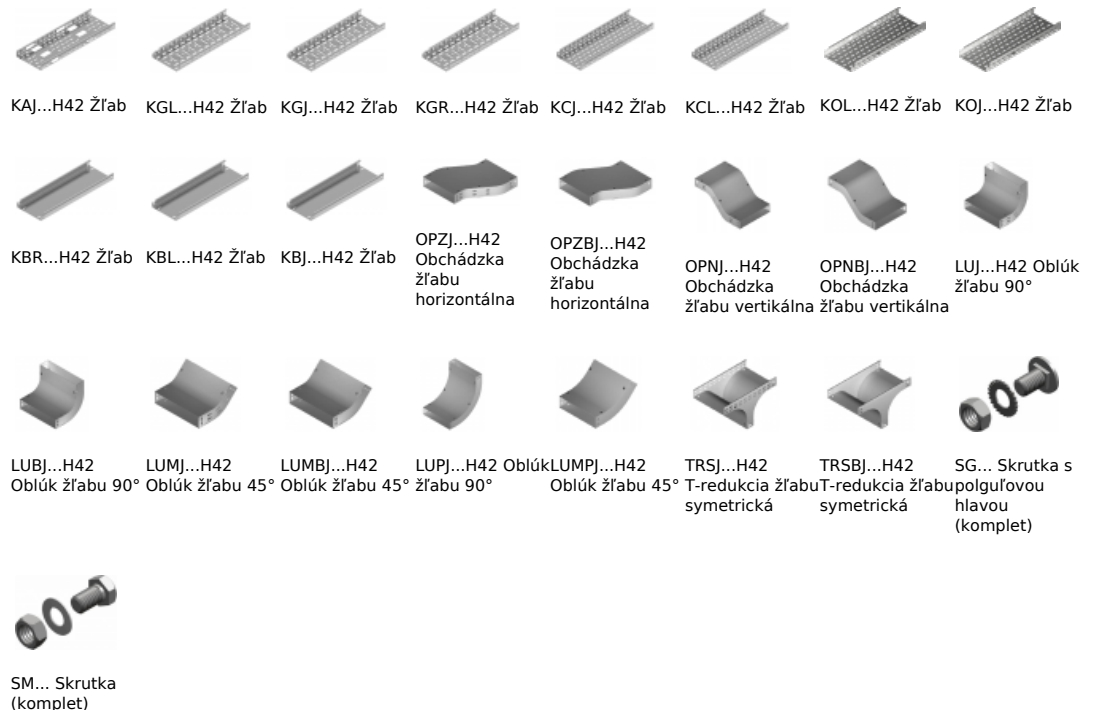 KAJ...H42 Žľab
KGL...H42 Žľab
KGJ...H42 Žľab
KGR...H42 Žľab
KCJ...H42 Žľab
KCL...H42 Žľab
KOL...H42 Žľab
KOJ...H42 Žľab
KBR...H42 Žľab
KBL...H42 Žľab
KBJ...H42 Žľab
OPZJ...H42
Obchádzka
žľabu
horizontálna
OPZBJ...H42
Obchádzka
žľabu
horizontálna
OPNJ...H42
Obchádzka
žľabu vertikálna
OPNBJ...H42
Obchádzka
žľabu vertikálna
LUJ...H42 Oblúk
žľabu 90°
LUBJ...H42
Oblúk žľabu 90°
LUMJ...H42
Oblúk žľabu 45°
LUMBJ...H42
Oblúk žľabu 45°
LUPJ...H42 Oblúk
žľabu 90°
LUMPJ...H42
Oblúk žľabu 45°
TRSJ...H42
T-redukcia žľabu
symetrická
TRSBJ...H42
T-redukcia žľabu
symetrická
SG... Skrutka s
polguľovou
hlavou
(komplet)
SM... Skrutka
(komplet)